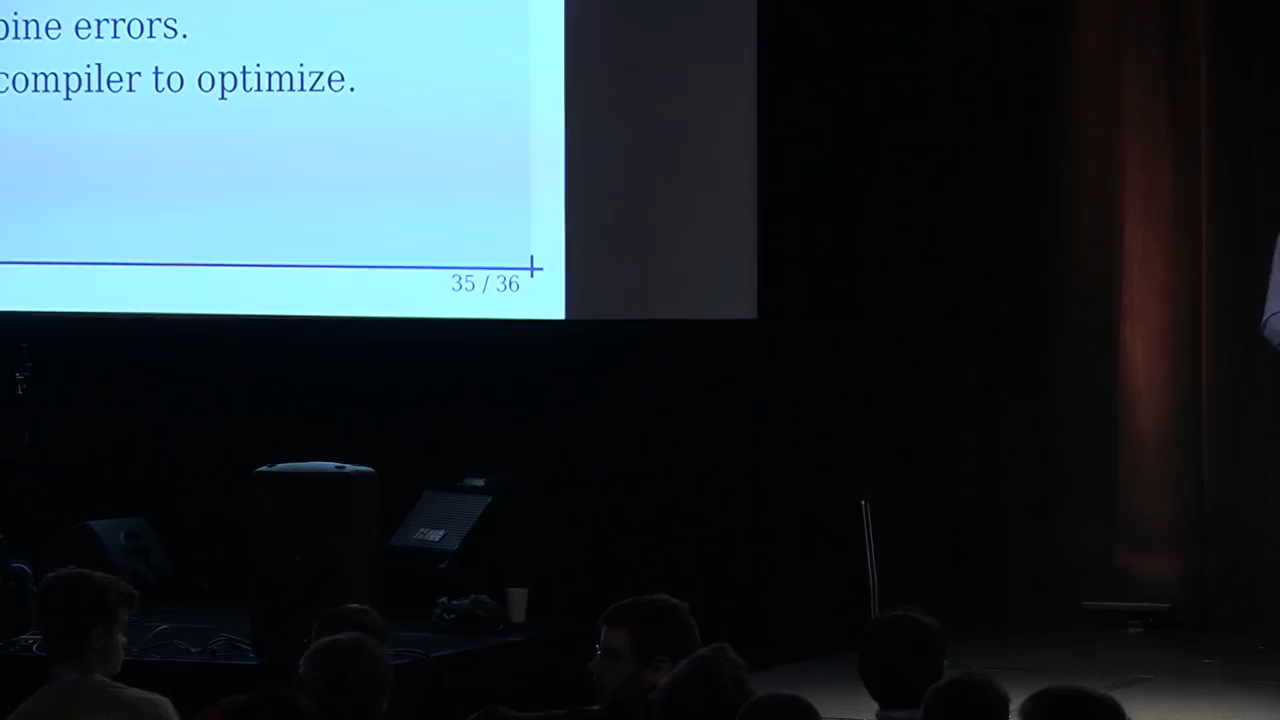 bine errors.
compiler to optimize.
35 / 36